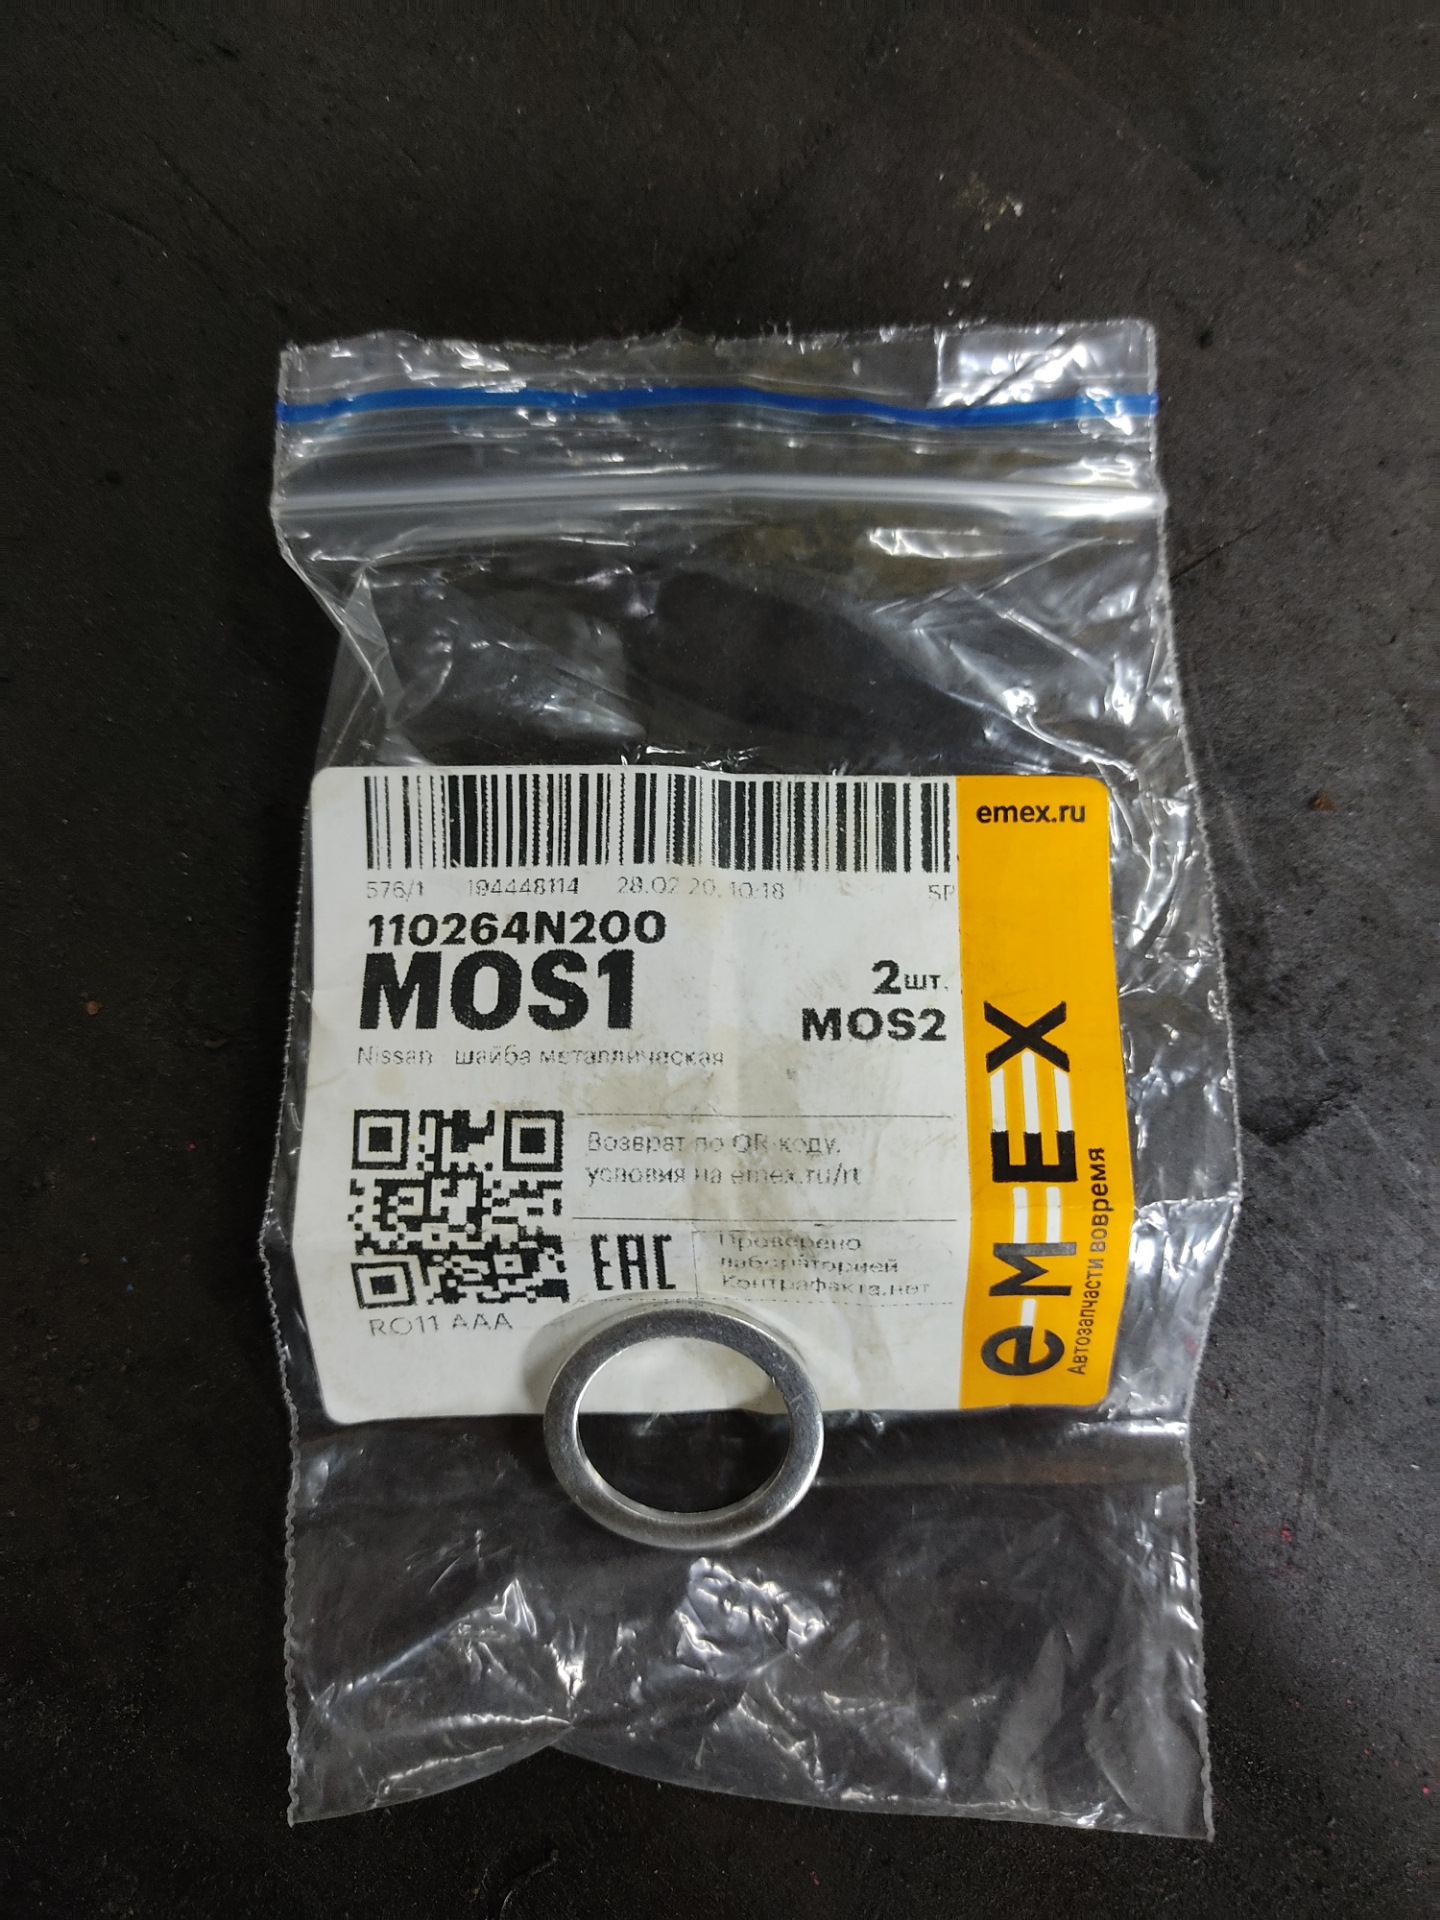 576/1 194448114 28.02.20, 10:18 5P
110264N200
MOS1
2шт.
MOS2
Nissan шайба металлическая
Возврат по QR-коду,
условия на emex.ru/rt
EAC
Проверено
лабораторией
Контрафакта.нет
RO11 AAA
emex.ru
e-MEX
Автозапчасти вовремя